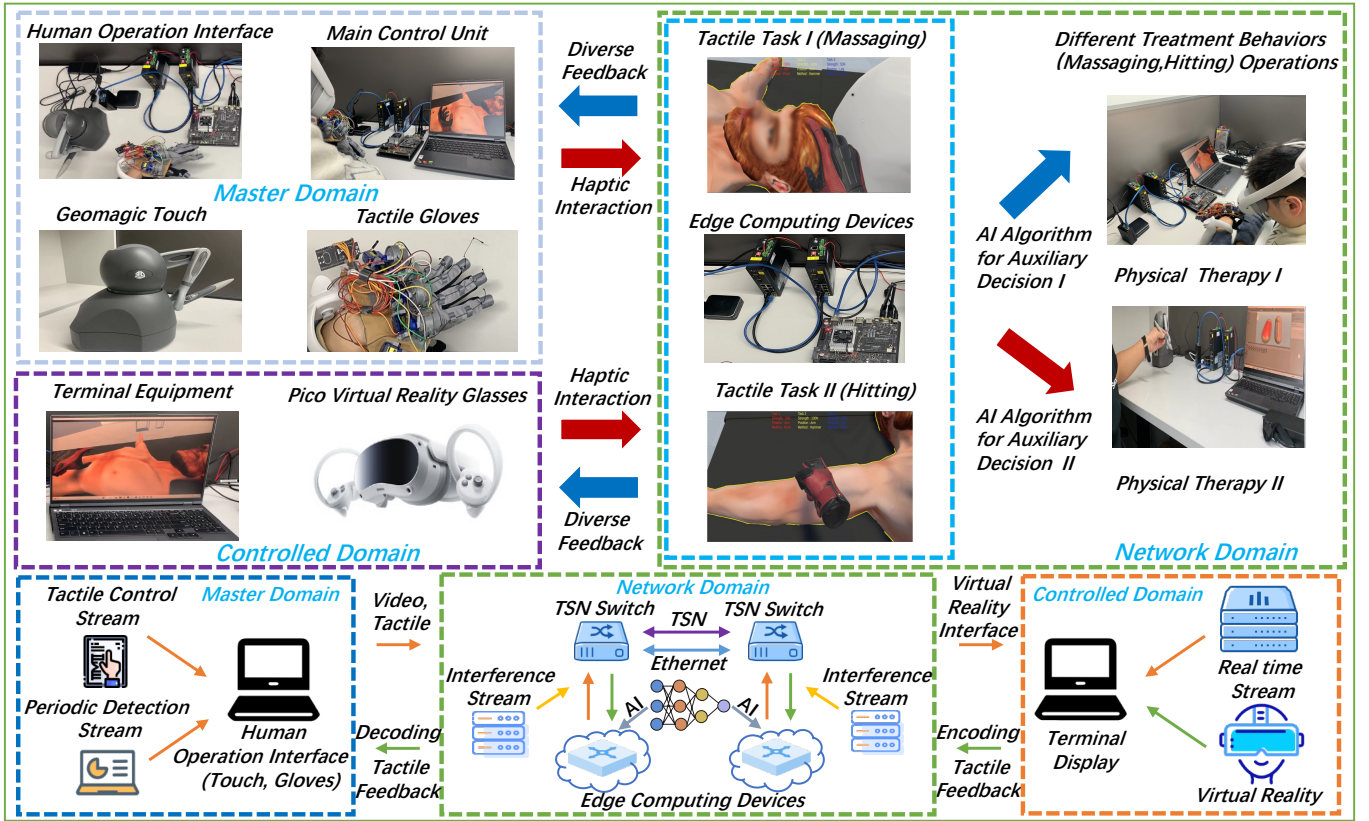 Human Operation Interface
Main Control Unit
Master Domain
Geomagic Touch
Tactile Gloves
Diverse
Feedback
Haptic
Interaction
Tactile Task I (Massaging)
Edge Computing Devices
Tactile Task II (Hitting)
Different Treatment Behaviors
(Massaging,Hitting) Operations
AI Algorithm
for Auxiliary
Decision I
Physical Therapy I
AI Algorithm
for Auxiliary
Decision II
Physical Therapy II
Network Domain
Terminal Equipment
Pico Virtual Reality Glasses
Controlled Domain
Haptic
Interaction
Diverse
Feedback
Tactile Control
Stream
Master Domain
Periodic Detection
Stream
Human
Operation Interface
(Touch, Gloves)
Video,
Tactile
Decoding
Tactile
Feedback
Network Domain
TSN Switch
TSN
TSN Switch
Ethernet
Interference
Stream
AI
AI
Interference
Stream
Edge Computing Devices
Virtual
Reality
Interface
Encoding
Tactile
Feedback
Controlled Domain
Real time
Stream
Terminal
Display
Virtual Reality